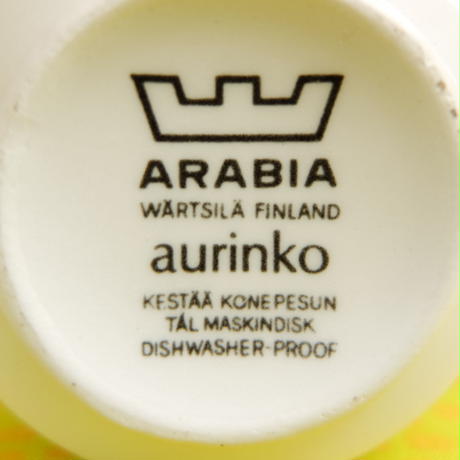 ARABIA
WÄRTSILÄ FINLAND
aurinko
KESTÄÄ KONEPESUN
TÅL MASKINDISK
DISHWASHER-PROOF